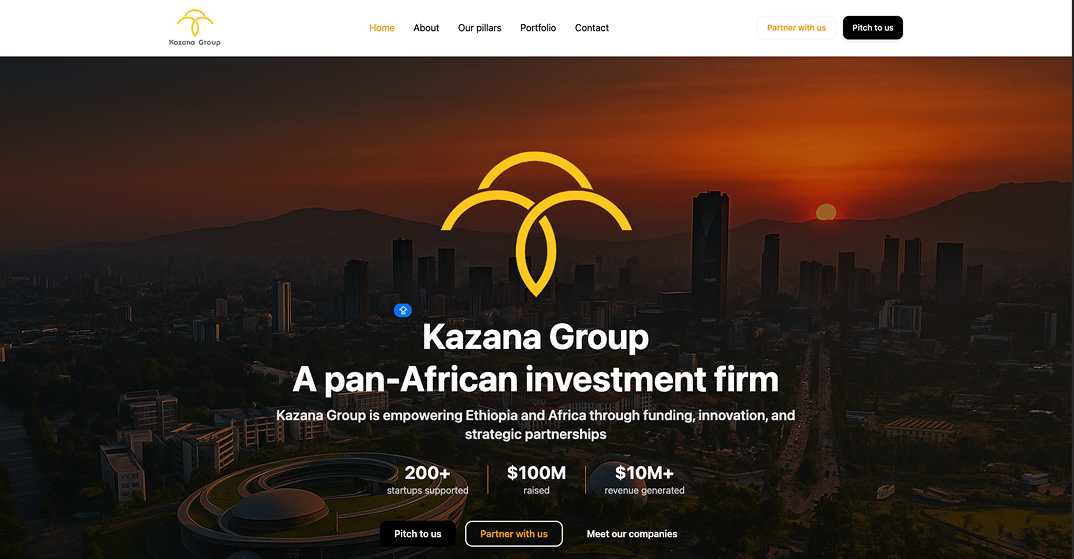 Kazana Group
Home
About
Our pillars
Portfolio
Contact
Partner with us
Pitch to us
Kazana Group
A pan-African investment firm
Kazana Group is empowering Ethiopia and Africa through funding, innovation, and
strategic partnerships
200+
startups supported
$100M
raised
$10M+
revenue generated
Pitch to us
Partner with us
Meet our companies